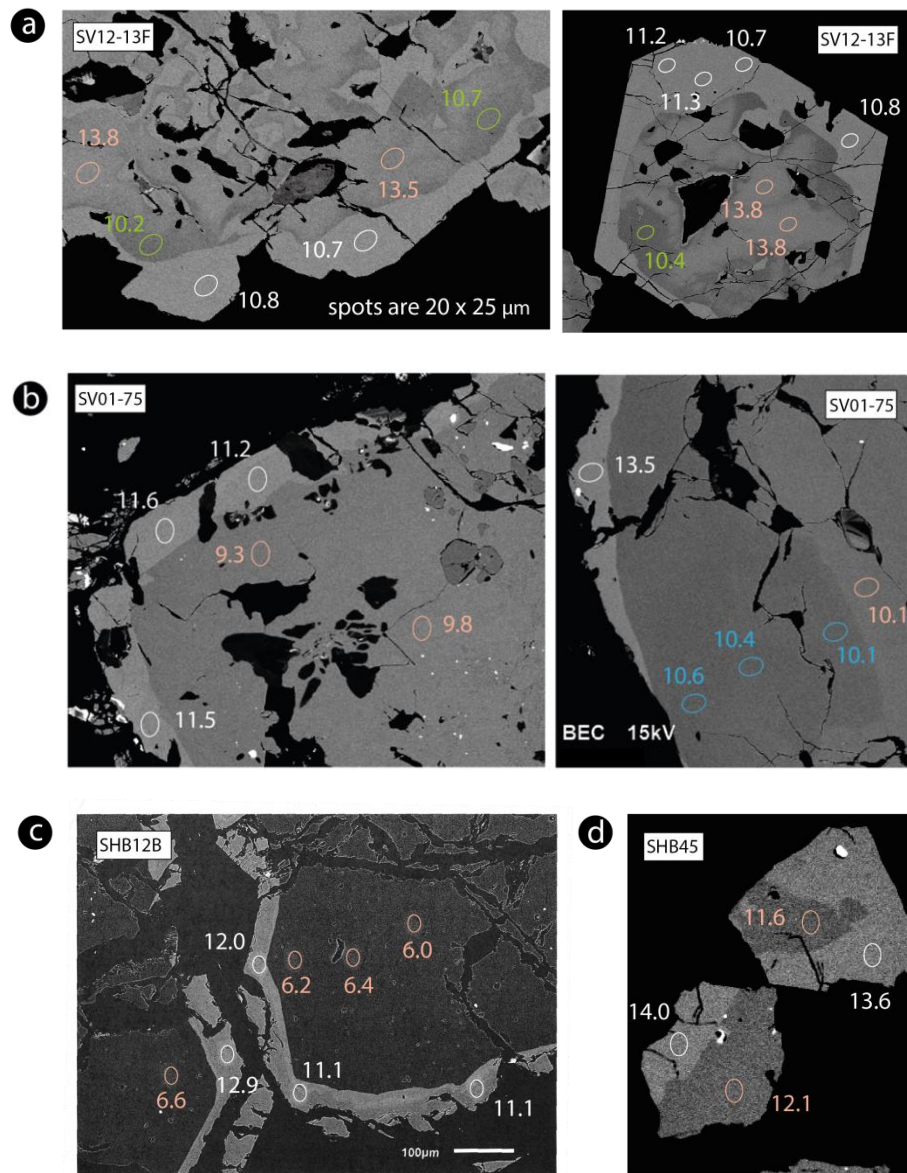 a
SV12-13F
13.8
10.2
10.8
10.7
13.5
10.7
spots are 20 x 25 µm
SV12-13F
11.2
10.7
11.3
10.8
13.8
13.8
10.4
b
SV01-75
11.2
11.6
9.3
9.8
11.5
SV01-75
13.5
10.1
10.4
10.1
10.6
BEC 15kV
c
SHB12B
12.0
6.0
6.2
6.4
12.9
11.1
11.1
6.6
100µm
d
SHB45
11.6
13.6
14.0
12.1